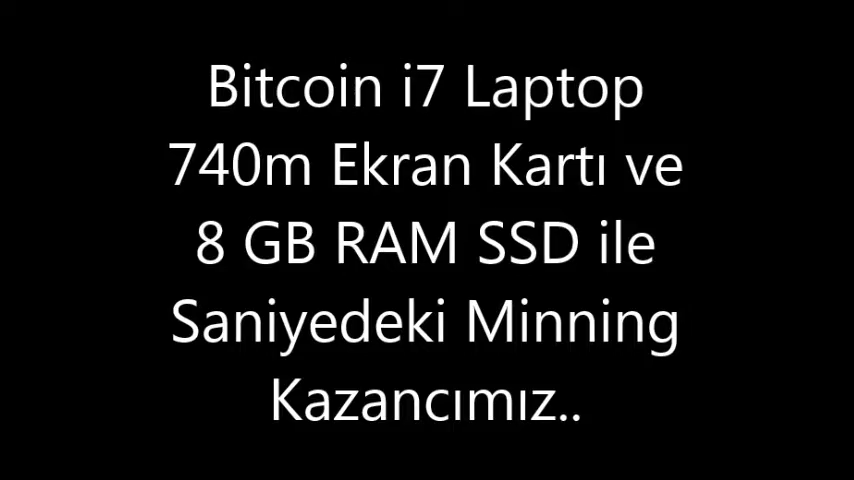 Bitcoin i7 Laptop
740m Ekran Kartı ve
8 GB RAM SSD ile
Saniyedeki Minning
Kazancımız..